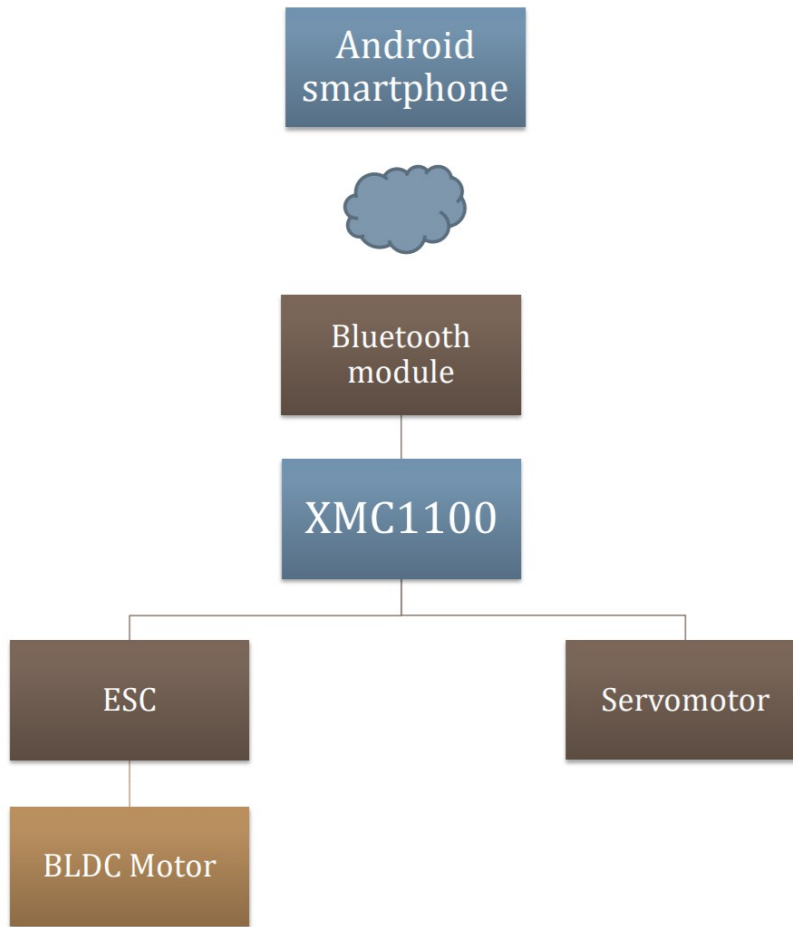 Android
smartphone
Bluetooth
module
XMC1100
ESC
Servomotor
BLDC Motor